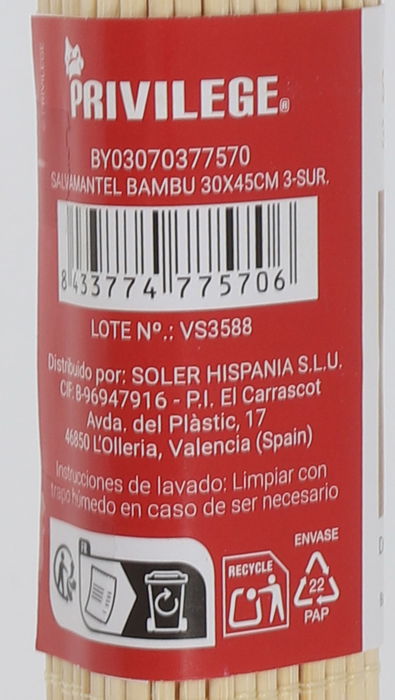 PRIVILEGE®
BY03070377570
SALVAMANTEL BAMBU 30X45CM 3-SUR.
8 433774 775706
LOTE Nº.: VS3588
Distribuido por: SOLER HISPANIA S.L.U.
CIF: B-96947916 - P.I. El Carrascot
Avda. del Plàstic, 17
46850 L'Olleria, Valencia (Spain)
Instrucciones de lavado: Limpiar con
trapo húmedo en caso de ser necesario
RECYCLE
ENVASE
22
PAP